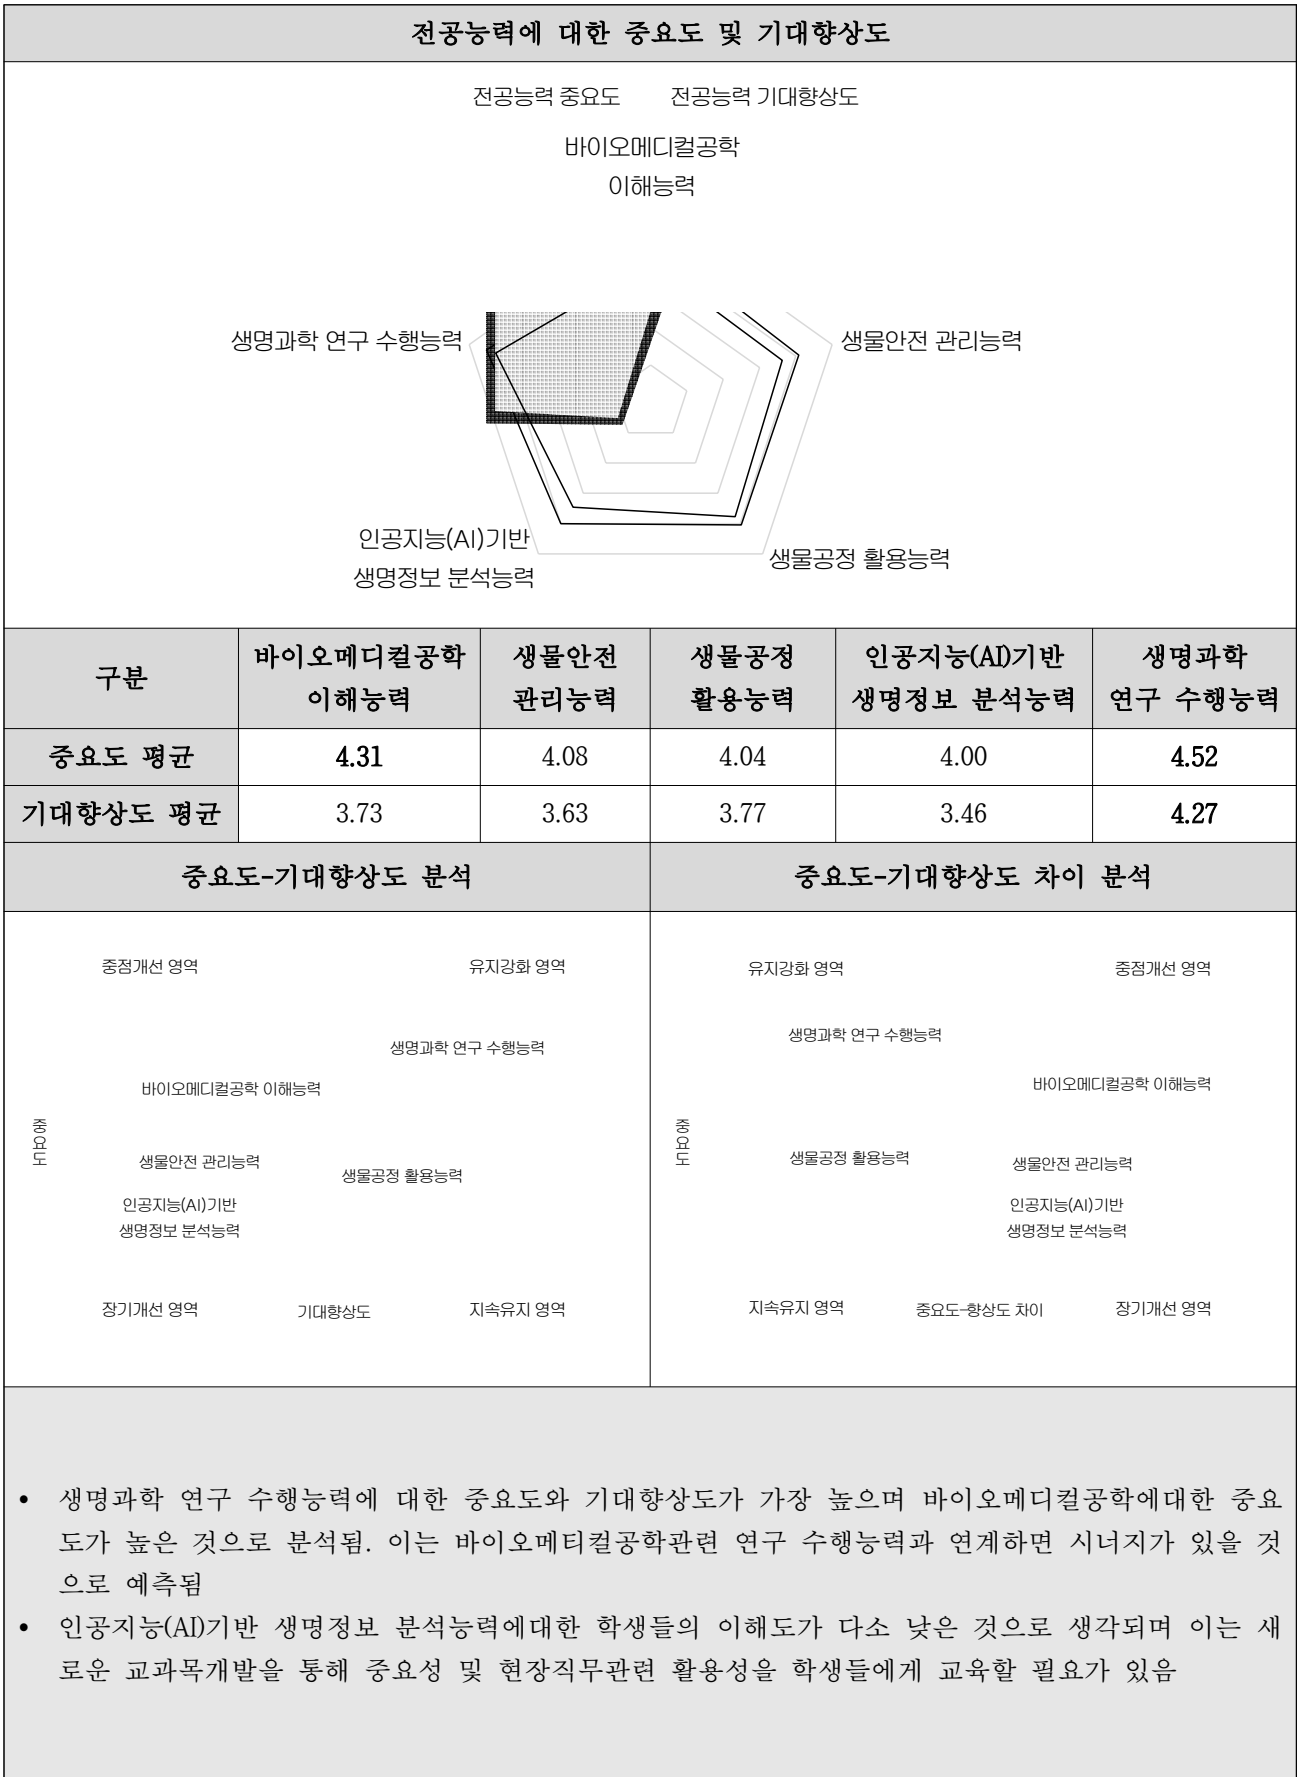 전공능력에 대한 중요도 및 기대향상도
전공능력 중요도 전공능력 기대향상도
바이오메디컬공학
이해능력
생명과학 연구 수행능력
생물안전 관리능력
인공지능(AI)기반
생명정보 분석능력
생물공정 활용능력
구분
바이오메디컬공학
이해능력
생물안전
관리능력
생물공정
활용능력
인공지능(AI)기반
생명정보 분석능력
생명과학
연구 수행능력
중요도 평균 4.31 4.08 4.04 4.00 4.52
기대향상도 평균 3.73 3.63 3.77 3.46 4.27
중요도-기대향상도 분석
중요도-기대향상도 차이 분석
중점개선 영역
유지강화 영역
생명과학 연구 수행능력
바이오메디컬공학 이해능력
중요도
생물안전 관리능력
생물공정 활용능력
인공지능(AI)기반
생명정보 분석능력
장기개선 영역
기대향상도
지속유지 영역
유지강화 영역
중점개선 영역
생명과학 연구 수행능력
바이오메디컬공학 이해능력
중요도
생물공정 활용능력
생물안전 관리능력
인공지능(AI)기반
생명정보 분석능력
지속유지 영역
중요도-향상도 차이
장기개선 영역
• 생명과학 연구 수행능력에 대한 중요도와 기대향상도가 가장 높으며 바이오메디컬공학에대한 중요
도가 높은 것으로 분석됨. 이는 바이오메티컬공학관련 연구 수행능력과 연계하면 시너지가 있을 것
으로 예측됨
• 인공지능(AI)기반 생명정보 분석능력에대한 학생들의 이해도가 다소 낮은 것으로 생각되며 이는 새
로운 교과목개발을 통해 중요성 및 현장직무관련 활용성을 학생들에게 교육할 필요가 있음